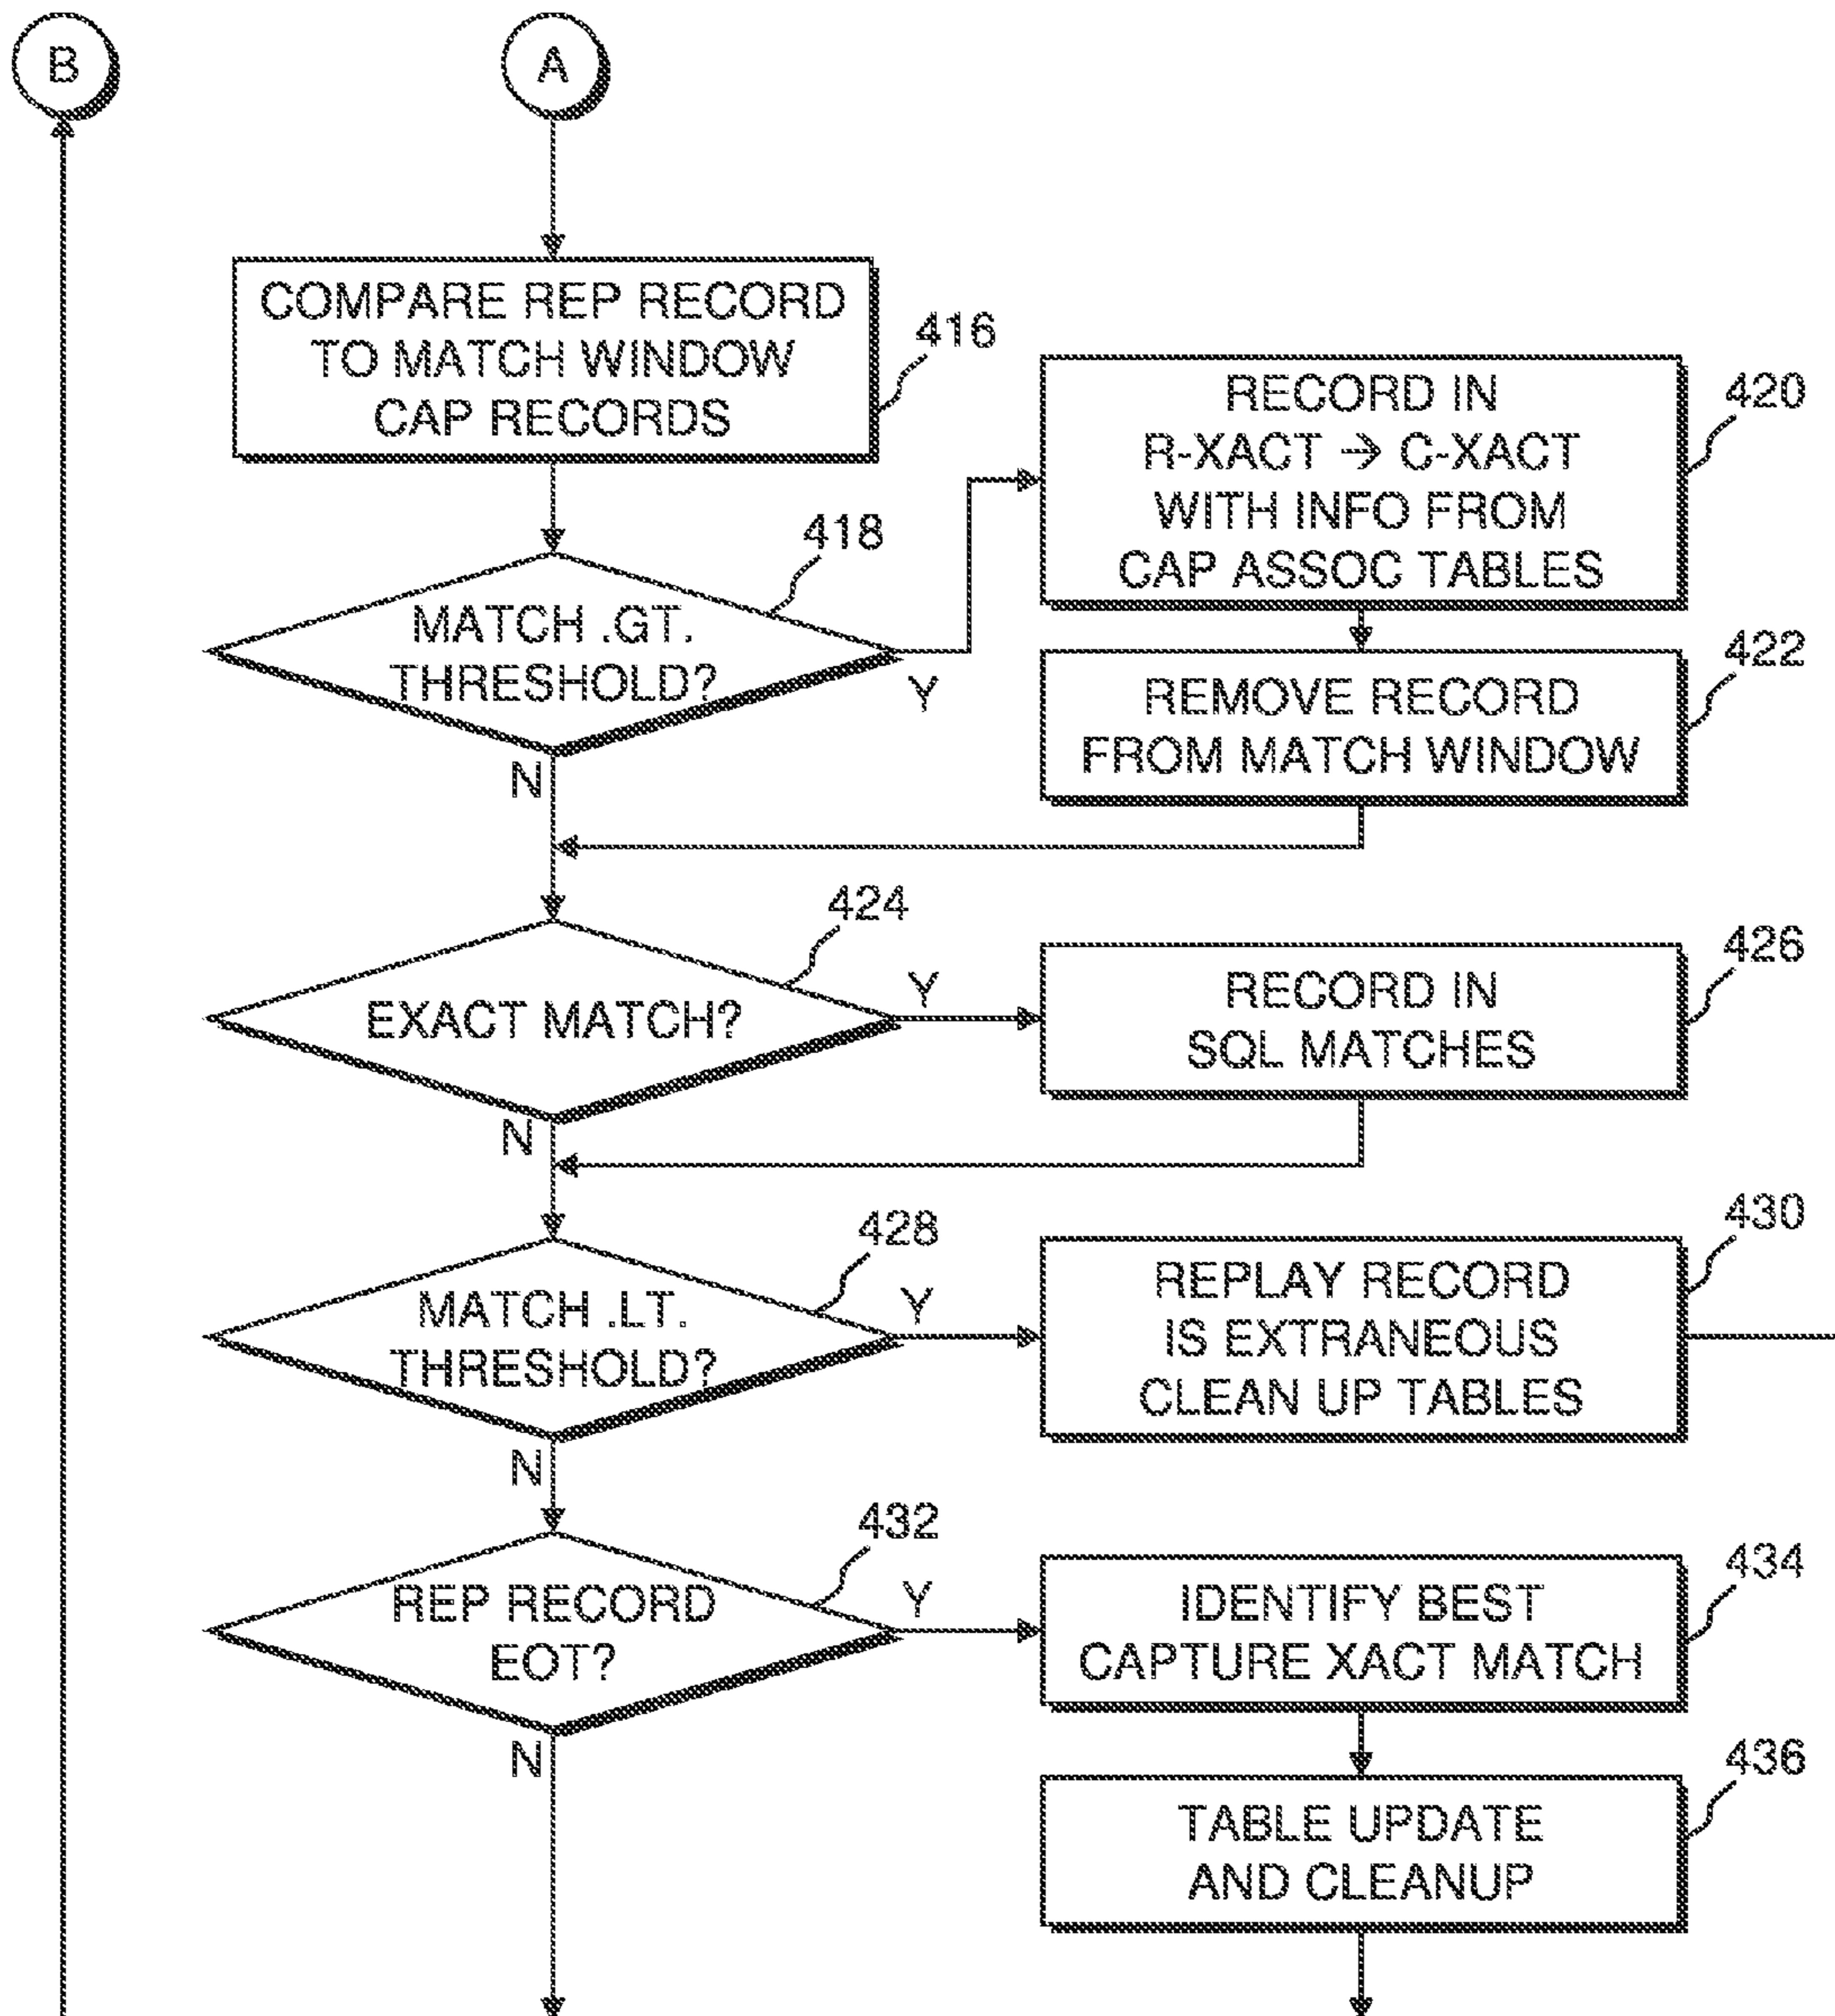 B
A
COMPARE REP RECORD
TO MATCH WINDOW
CAP RECORDS
416
RECORD IN
R-XACT → C-XACT
WITH INFO FROM
CAP ASSOC TABLES
420
418
MATCH .GT.
THRESHOLD?
Y
N
REMOVE RECORD
FROM MATCH WINDOW
422
424
EXACT MATCH?
Y
N
RECORD IN
SQL MATCHES
426
428
MATCH .LT.
THRESHOLD?
Y
N
REPLAY RECORD
IS EXTRANEOUS
CLEAN UP TABLES
430
432
REP RECORD
EOT?
Y
N
IDENTIFY BEST
CAPTURE XACT MATCH
434
TABLE UPDATE
AND CLEANUP
436